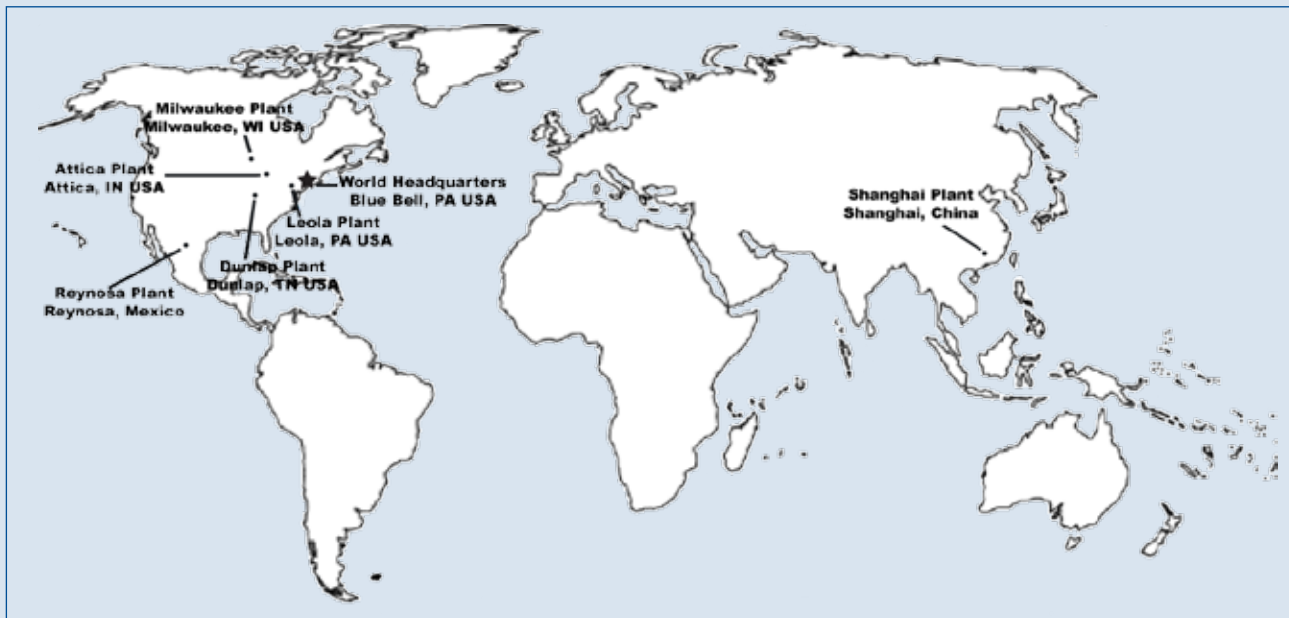 Milwaukee Plant
Milwaukee, WI USA
Attica Plant
Attica, IN USA
World Headquarters
Blue Bell, PA USA
Shanghai Plant
Shanghai, China
Leola Plant
Leola, PA USA
Dunlap Plant
Dunlap, TN USA
Reynosa Plant
Reynosa, Mexico